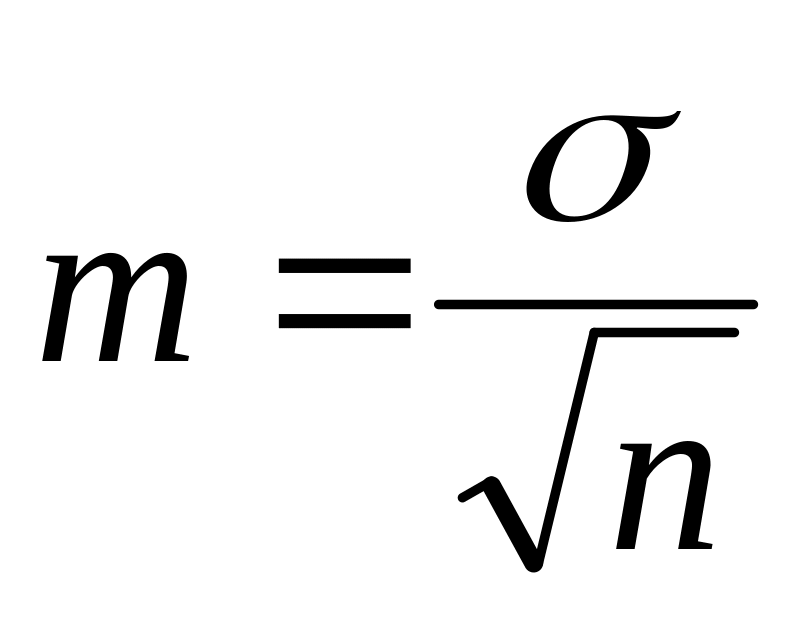 m = σ / √n